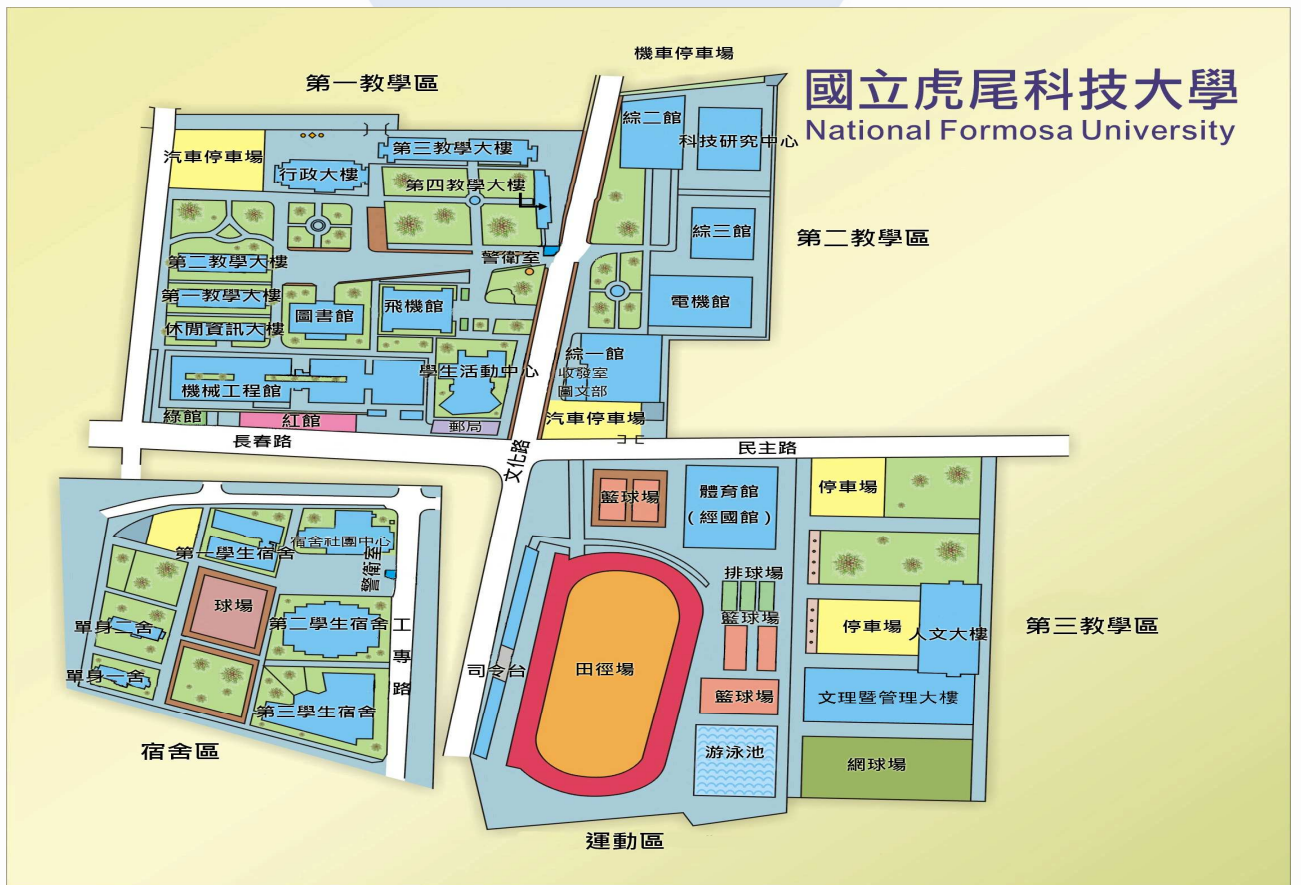 機車停車場
國立虎尾科技大學
National Formosa University
第一教學區
汽車停車場
行政大樓
第三教學大樓
第四教學大樓
警衛室
第二教學大樓
第一教學大樓
休閒資訊大樓
圖書館
飛機館
學生活動中心
機械工程館
綠館
紅館
郵局
綜二館
科技研究中心
綜三館
第二教學區
電機館
綜一館
收發室
圖文部
汽車停車場
長春路
文化路
民主路
第一學生宿舍
宿舍社團中心
警衛室
球場
第二學生宿舍
單身二舍
單身一舍
第三學生宿舍
工專路
宿舍區
籃球場
體育館
(經國館)
排球場
籃球場
司令台
田徑場
籃球場
游泳池
運動區
停車場
停車場
人文大樓
第三教學區
文理暨管理大樓
網球場